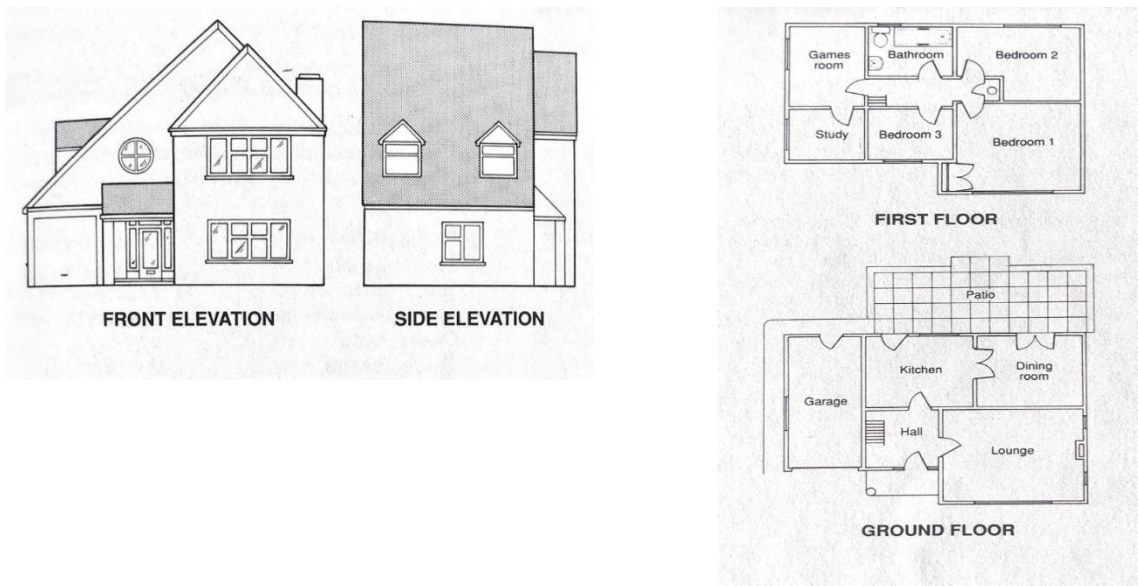 FRONT ELEVATION
SIDE ELEVATION
Games
room
Bathroom
Bedroom 2
Study
Bedroom 3
Bedroom 1
FIRST FLOOR
Patio
Kitchen
Dining
room
Garage
Hall
Lounge
GROUND FLOOR